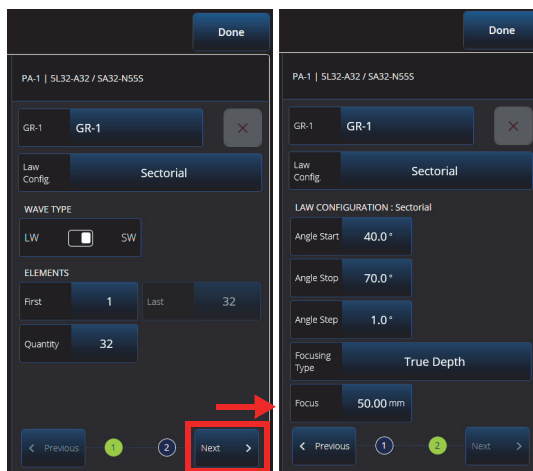 Done
PA-1 | 5L32-A32 / SA32-N55S
GR-1 GR-1
Law Config. Sectorial
WAVE TYPE
LW SW
ELEMENTS
First 1 Last 32
Quantity 32
< Previous 1 2 Next >
Done
PA-1 | 5L32-A32 / SA32-N55S
GR-1 GR-1
Law Config. Sectorial
LAW CONFIGURATION : Sectorial
Angle Start 40.0 °
Angle Stop 70.0 °
Angle Step 1.0 °
Focusing Type True Depth
Focus 50.00 mm
< Previous 1 2 Next >